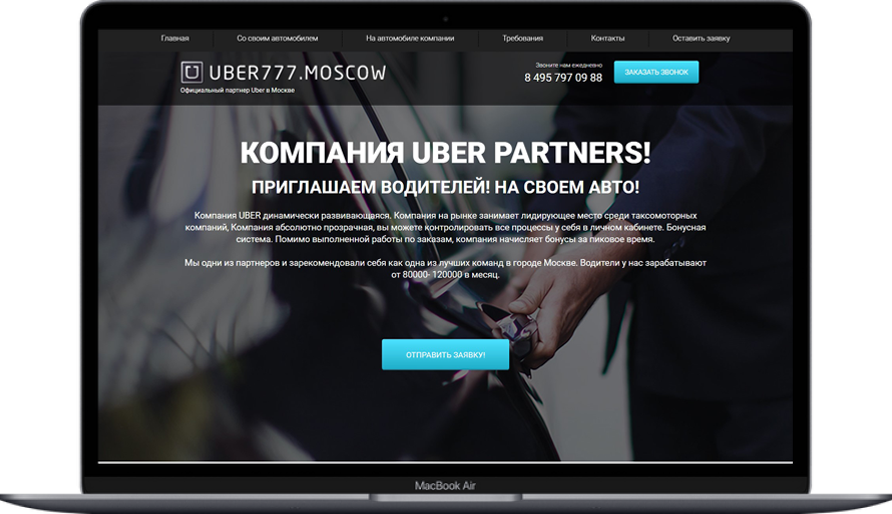 Главная Со своим автомобилем На автомобиле компании Требования Контакты Оставить заявку
UBER777.MOSCOW
Официальный партнер Uber в Москве
Звоните нам ежедневно
8 495 797 09 88
ЗАКАЗАТЬ ЗВОНОК
КОМПАНИЯ UBER PARTNERS!
ПРИГЛАШАЕМ ВОДИТЕЛЕЙ! НА СВОЕМ АВТО!
Компания UBER динамически развивающаяся. Компания на рынке занимает лидирующее место среди таксомоторных
компаний, Компания абсолютно прозрачная, вы можете контролировать все процессы у себя в личном кабинете. Бонусная
система. Помимо выполненной работы по заказам, компания начисляет бонусы за пиковое время.
Мы одни из партнеров и зарекомендовали себя как одна из лучших команд в городе Москве. Водители у нас зарабатывают
от 80000- 120000 в месяц.
ОТПРАВИТЬ ЗАЯВКУ!
MacBook Air